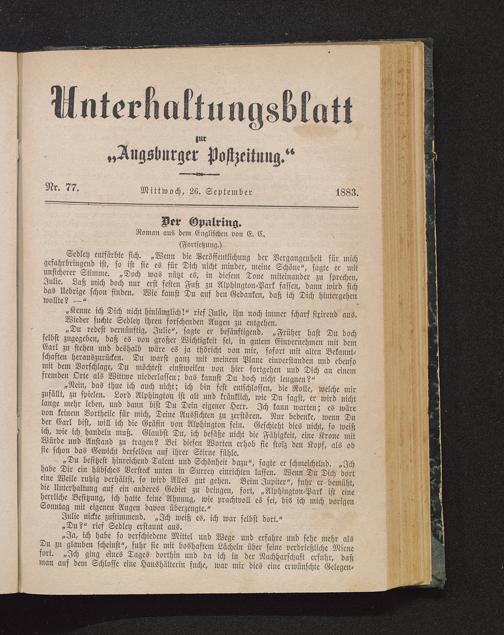 Unterhaltungsblatt
zur
„Augsburger Postzeitung.“
Nr. 77. Mittwoch, 26. September 1883.
Der Opalring.
Roman aus dem Englischen von E. C.
(Fortsetzung.)
Sedley entfärbte sich. „Wenn die Veröffentlichung der Vergangenheit für mich
gefahrbringend ist, so ist sie es für Dich nicht minder, meine Schöne“, sagte er mit
unsicherer Stimme. „Doch was nützt es, in diesem Tone miteinander zu sprechen,
Julie. Laß mich doch nur erst festen Fuß zu Alphington-Park fassen, dann wird sich
das Uebrige schon finden. Wie kamst Du auf den Gedanken, daß ich Dich hintergehen
wollte? —“
„Kenne ich Dich nicht hinlänglich!“ rief Julie, ihn noch immer scharf fixirend aus.
Wieder suchte Sedley ihren forschenden Augen zu entgehen.
„Du redest vernünftig, Julie“, sagte er besänftigend. „Früher hast Du doch
selbst zugegeben, daß es von großer Wichtigkeit sei, in gutem Einvernehmen mit dem
Earl zu stehen und deshalb wäre es ja thöricht von mir, sofort mit alten Bekannt-
schaften herauszurücken. Du warst ganz mit meinem Plane einverstanden und ebenso
mit dem Vorschlage, Du möchtest einstweilen von hier fortgehen und Dich an einem
fremden Orte als Wittwe niederlassen; das kannst Du doch nicht leugnen?“
„Nein, das thue ich auch nicht; ich bin fest entschlossen, die Rolle, welche mir
zufällt, zu spielen. Lord Alphington ist alt und kränklich, wie Du sagst, er wird nicht
lange mehr leben, und dann bist Du Dein eigener Herr. Ich kann warten; es wäre
von keinem Vortheile für mich, Deine Aussichten zu zerstören. Nur bedenke, wenn Du
der Earl bist, will ich die Gräfin von Alphington sein. Geschieht dies nicht, so weiß
ich, wie ich handeln muß. Glaubst Du, ich besäße nicht die Fähigkeit, eine Krone mit
Würde und Anstand zu tragen? Bei diesen Worten erhob sie stolz den Kopf, als ob
sie schon das Gewicht derselben auf ihrer Stirne fühle.
„Du besitzest hinreichend Talent und Schönheit dazu“, sagte er schmeichelnd. „Ich
habe Dir ein hübsches Versteck unten in Surrey einrichten lassen. Wenn Du Dich dort
eine Weile ruhig verhältst, so wird Alles gut gehen. Beim Jupiter“, fuhr er bemüht,
die Unterhaltung auf ein anderes Gebiet zu bringen, fort, „Alphington-Park ist eine
herrliche Besitzung, ich hatte keine Ahnung, wie prachtvoll es sei, bis ich mich vorigen
Sonntag mit eigenen Augen davon überzeugte.“
Julie nickte zustimmend. „Ich weiß es, ich war selbst dort.“
„Du?“ rief Sedley erstaunt aus.
„Ja, ich habe so verschiedene Mittel und Wege und erfahre und sehe mehr als
Du zu glauben scheinst“, fuhr sie mit boshaftem Lächeln über seine verdrießliche Miene
fort. „Ich ging eines Tages dorthin und da ich in der Nachbarschaft erfuhr, daß
man auf dem Schlosse eine Haushälterin suche, war mir dies eine erwünschte Gelegen-